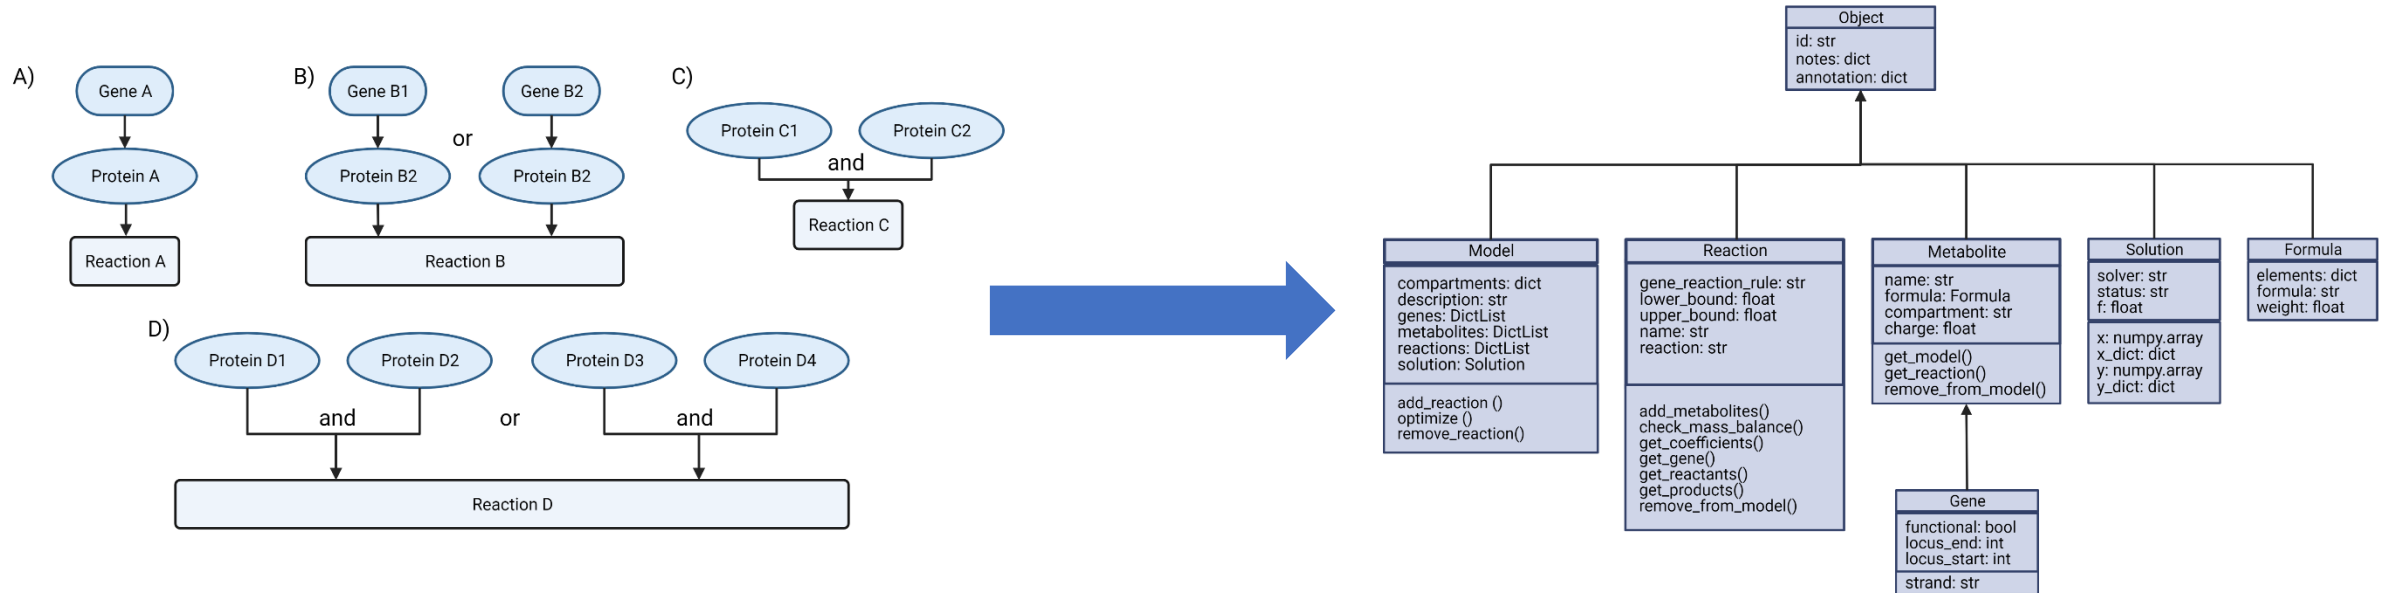 A)
Gene A
Protein A
Reaction A
B)
Gene B1
Gene B2
or
Protein B2
Protein B2
Reaction B
C)
Protein C1
Protein C2
and
Reaction C
D)
Protein D1
Protein D2
Protein D3
Protein D4
and
or
and
Reaction D
Object
id: str
notes: dict
annotation: dict
Model
compartments: dict
description: str
genes: DictList
metabolites: DictList
reactions: DictList
solution: Solution
add_reaction ()
optimize ()
remove_reaction()
Reaction
gene_reaction_rule: str
lower_bound: float
upper_bound: float
name: str
reaction: str
add_metabolites()
check_mass_balance()
get_coefficients()
get_gene()
get_reactants()
get_products()
remove_from_model()
Metabolite
name: str
formula: Formula
compartment: str
charge: float
get_model()
get_reaction()
remove_from_model()
Solution
solver: str
status: str
f: float
x: numpy.array
x_dict: dict
y: numpy.array
y_dict: dict
Formula
elements: dict
formula: str
weight: float
Gene
functional: bool
locus_end: int
locus_start: int
strand: str